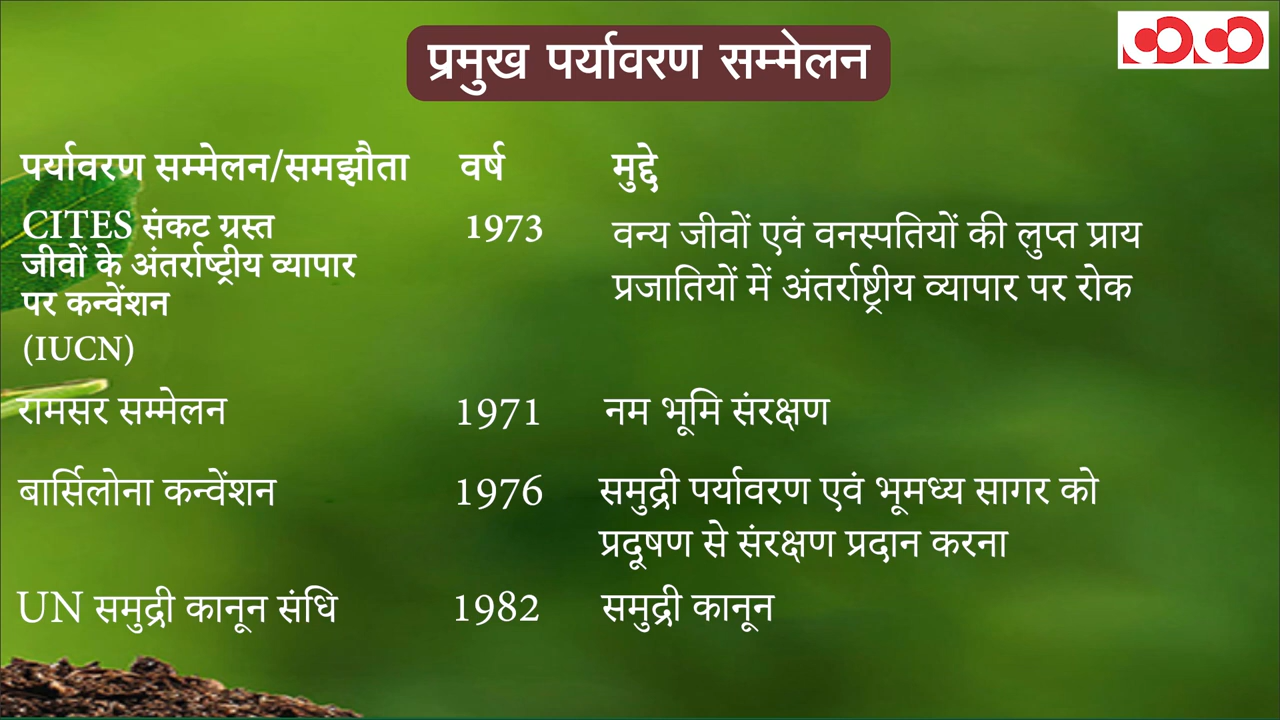 प्रमुख पर्यावरण सम्मेलन
पर्यावरण सम्मेलन/समझौता वर्ष मुद्दे
CITES संकट ग्रस्त 1973 वन्य जीवों एवं वनस्पतियों की लुप्त प्राय
जीवों के अंतर्राष्ट्रीय व्यापार प्रजातियों में अंतर्राष्ट्रीय व्यापार पर रोक
पर कन्वेंशन
(IUCN)
रामसर सम्मेलन 1971 नम भूमि संरक्षण
बार्सिलोना कन्वेंशन 1976 समुद्री पर्यावरण एवं भूमध्य सागर को
प्रदूषण से संरक्षण प्रदान करना
UN समुद्री कानून संधि 1982 समुद्री कानून